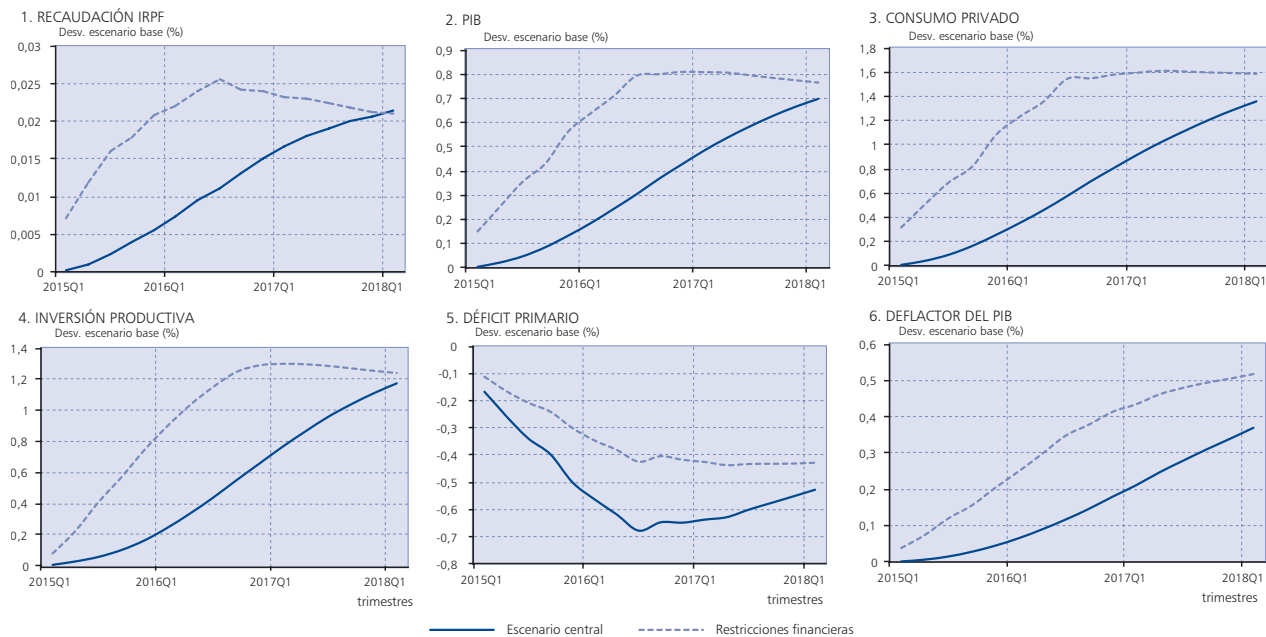 1. RECAUDACIÓN IRPF
Desv. escenario base (%)
0,03
0,025
0,02
0,015
0,01
0,005
0
2015Q1 2016Q1 2017Q1 2018Q1
2. PIB
Desv. escenario base (%)
0,9
0,8
0,7
0,6
0,5
0,4
0,3
0,2
0,1
0
2015Q1 2016Q1 2017Q1 2018Q1
3. CONSUMO PRIVADO
Desv. escenario base (%)
1,8
1,6
1,4
1,2
1
0,8
0,6
0,4
0,2
0
2015Q1 2016Q1 2017Q1 2018Q1
4. INVERSIÓN PRODUCTIVA
Desv. escenario base (%)
1,4
1,2
1
0,8
0,6
0,4
0,2
0
2015Q1 2016Q1 2017Q1 2018Q1
trimestres
5. DÉFICIT PRIMARIO
Desv. escenario base (%)
0
-0,1
-0,2
-0,3
-0,4
-0,5
-0,6
-0,7
-0,8
2015Q1 2016Q1 2017Q1 2018Q1
trimestres
6. DEFLACTOR DEL PIB
Desv. escenario base (%)
0,6
0,5
0,4
0,3
0,2
0,1
0
2015Q1 2016Q1 2017Q1 2018Q1
trimestres
Escenario central Restricciones financieras